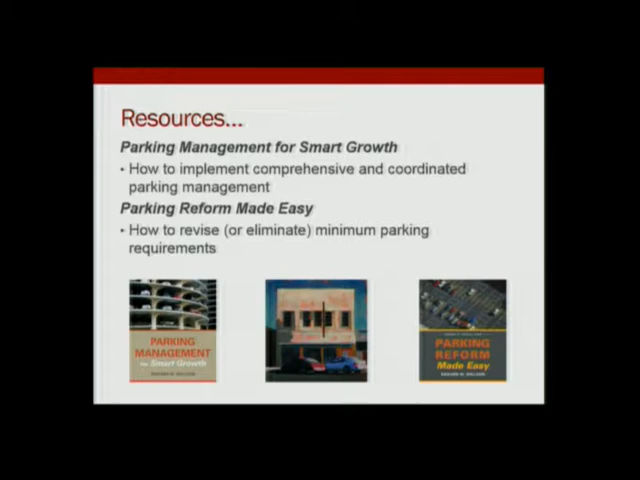 Resources...
Parking Management for Smart Growth
• How to implement comprehensive and coordinated
parking management
Parking Reform Made Easy
• How to revise (or eliminate) minimum parking
requirements
PARKING
MANAGEMENT
for Smart Growth
PARKING
REFORM
Made Easy